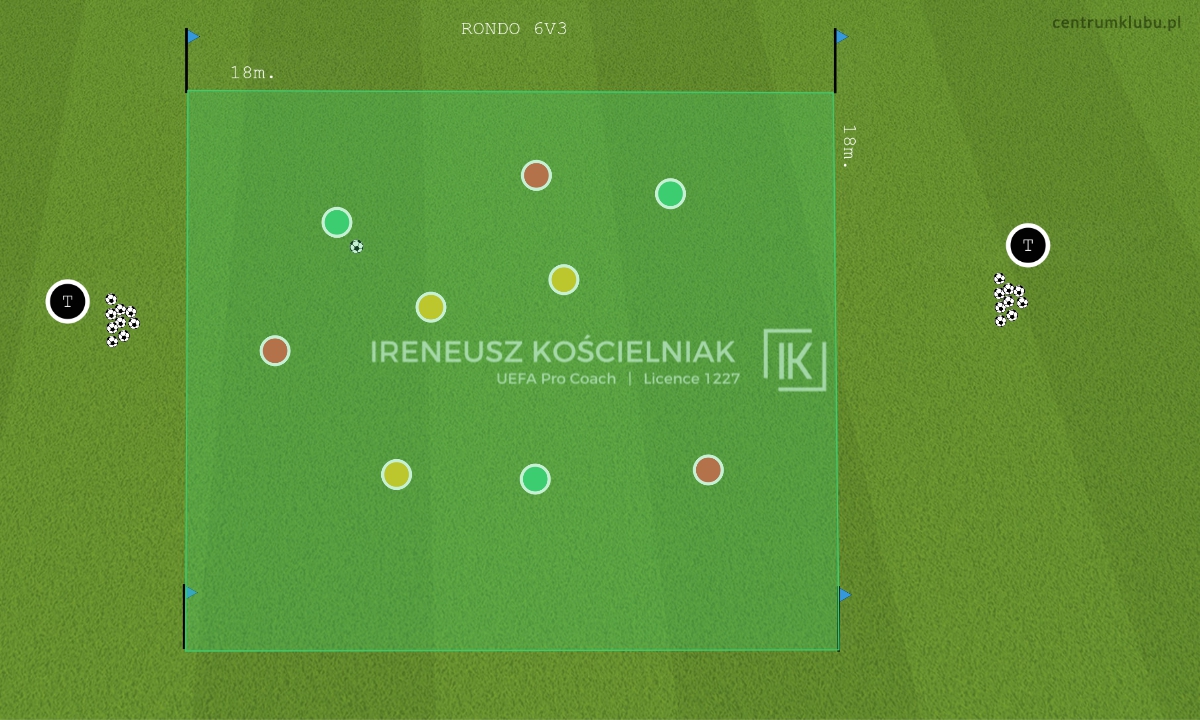 RONDO 6V3
centrumklubu.pl
18m.
18m.
T
T
IRENEUSZ KOŚCIELNIAK
UEFA Pro Coach | Licence 1227
IK